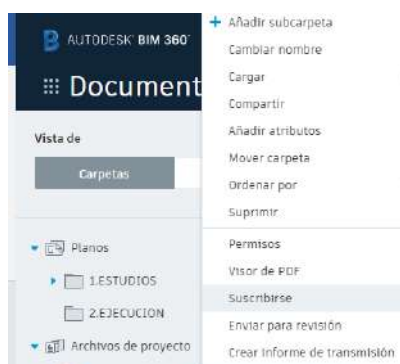 AUTODESK® BIM 360™
Document
Vista de
Carpetas
Planos
1.ESTUDIOS
2.EJECUCION
Archivos de proyecto
Añadir subcarpeta
Cambiar nombre
Cargar
Compartir
Añadir atributos
Mover carpeta
Ordenar por
Suprimir
Permisos
Visor de PDF
Suscribirse
Enviar para revisión
Crear informe de transmisión